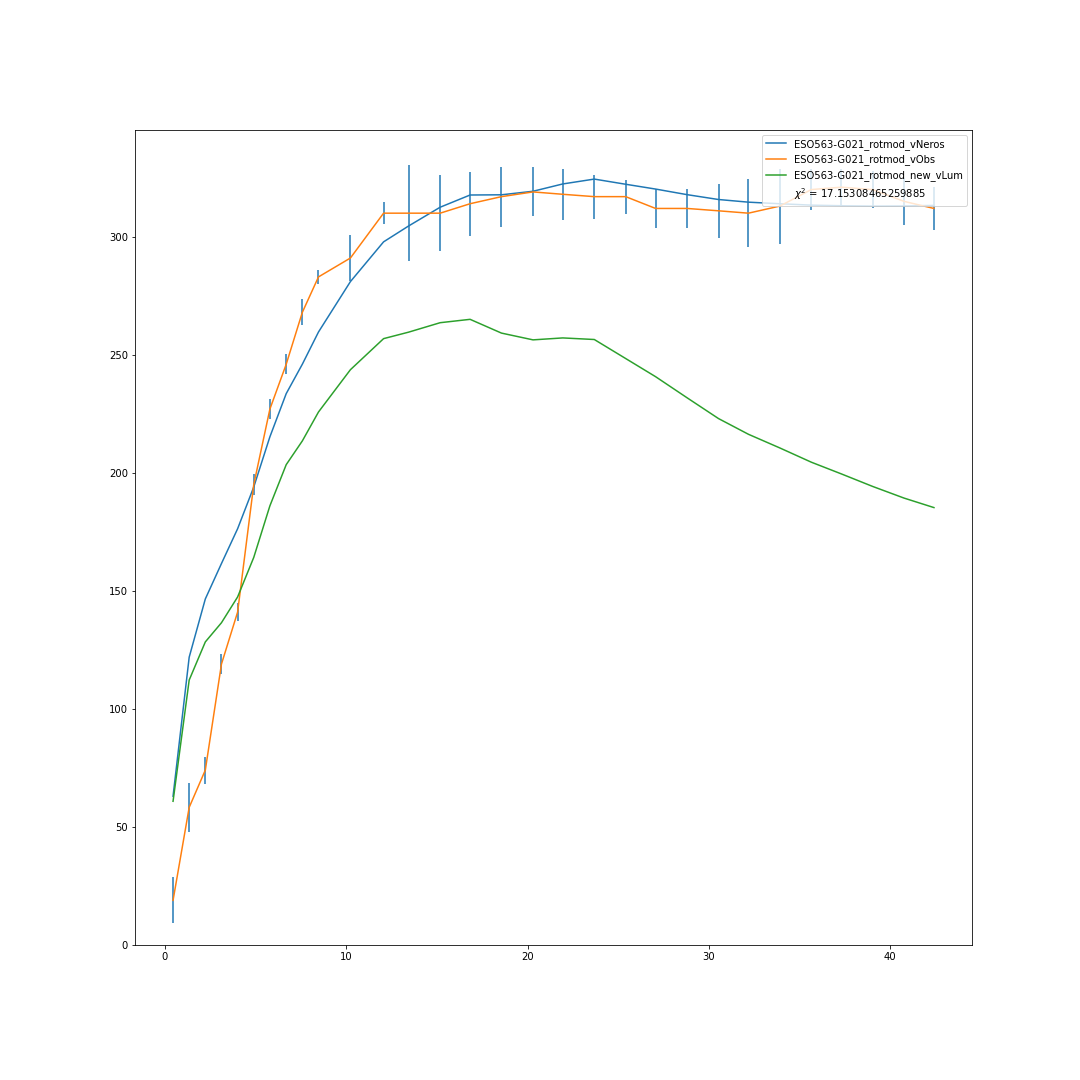 ESO563-G021_rotmod_vNeros
ESO563-G021_rotmod_vObs
ESO563-G021_rotmod_new_vLum
χ² = 17.15308465259885
300
250
200
150
100
50
0
0 10 20 30 40